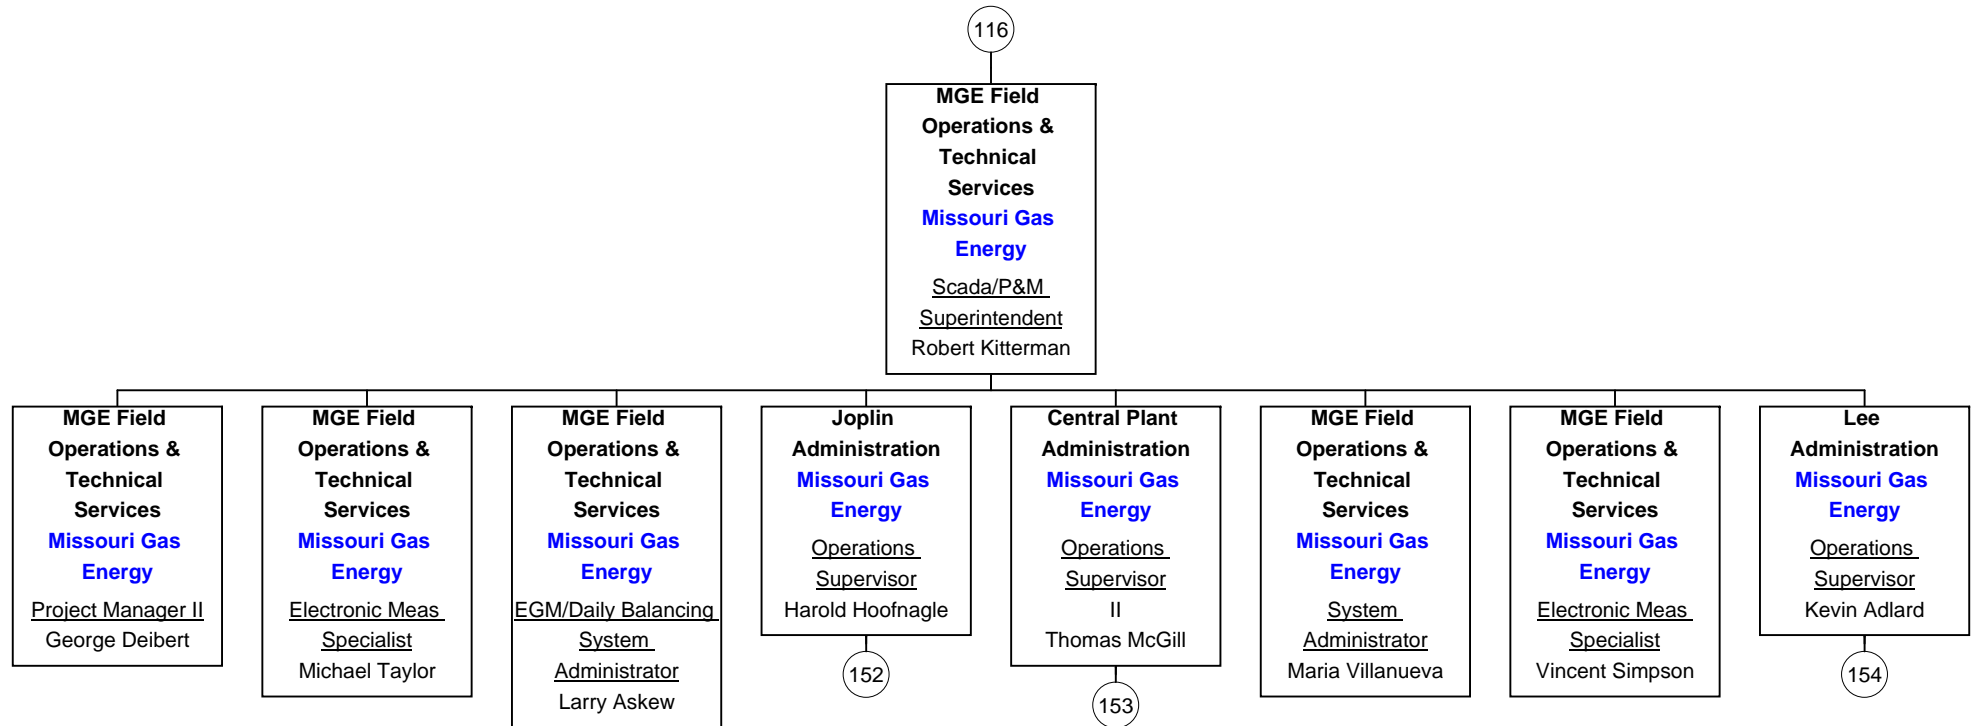 116
MGE Field
Operations &
Technical
Services
Missouri Gas
Energy
Scada/P&M
Superintendent
Robert Kitterman
MGE Field
Operations &
Technical
Services
Missouri Gas
Energy
Project Manager II
George Deibert
MGE Field
Operations &
Technical
Services
Missouri Gas
Energy
Electronic Meas
Specialist
Michael Taylor
MGE Field
Operations &
Technical
Services
Missouri Gas
Energy
EGM/Daily Balancing
System
Administrator
Larry Askew
Joplin
Administration
Missouri Gas
Energy
Operations
Supervisor
Harold Hoofnagle
152
Central Plant
Administration
Missouri Gas
Energy
Operations
Supervisor
II
Thomas McGill
153
MGE Field
Operations &
Technical
Services
Missouri Gas
Energy
System
Administrator
Maria Villanueva
MGE Field
Operations &
Technical
Services
Missouri Gas
Energy
Electronic Meas
Specialist
Vincent Simpson
Lee
Administration
Missouri Gas
Energy
Operations
Supervisor
Kevin Adlard
154